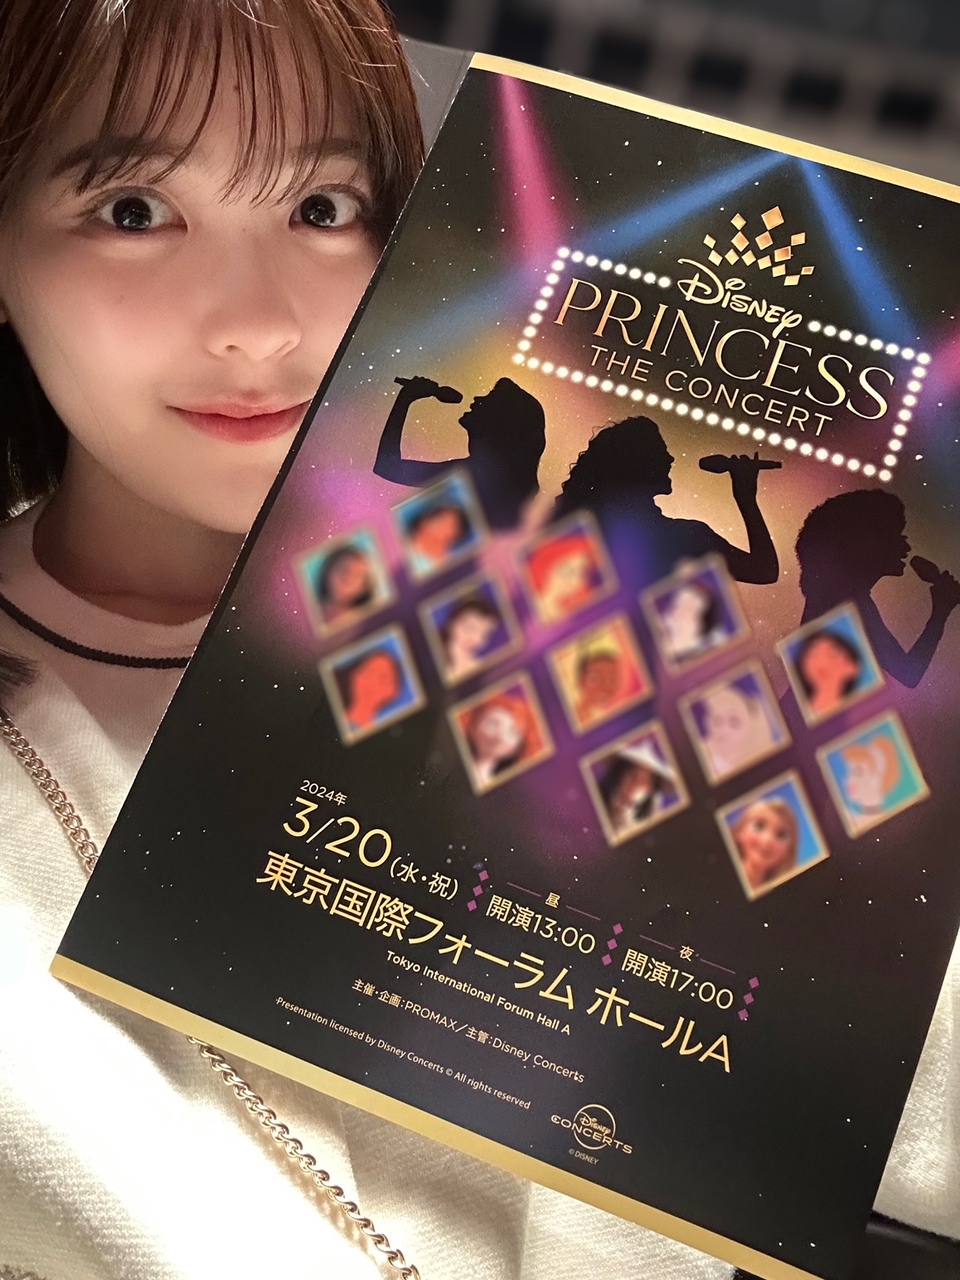 Disney
PRINCESS
THE CONCERT
2024年
3/20(水・祝)
昼
開演13:00
夜
開演17:00
東京国際フォーラム ホールA
Tokyo International Forum Hall A
主催・企画:PROMAX/主管:Disney Concerts
Presentation licensed by Disney Concerts © All rights reserved
Disney
CONCERTS
© DISNEY